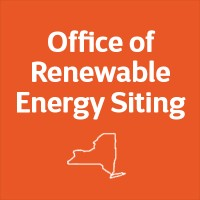 Office of
Renewable
Energy Siting